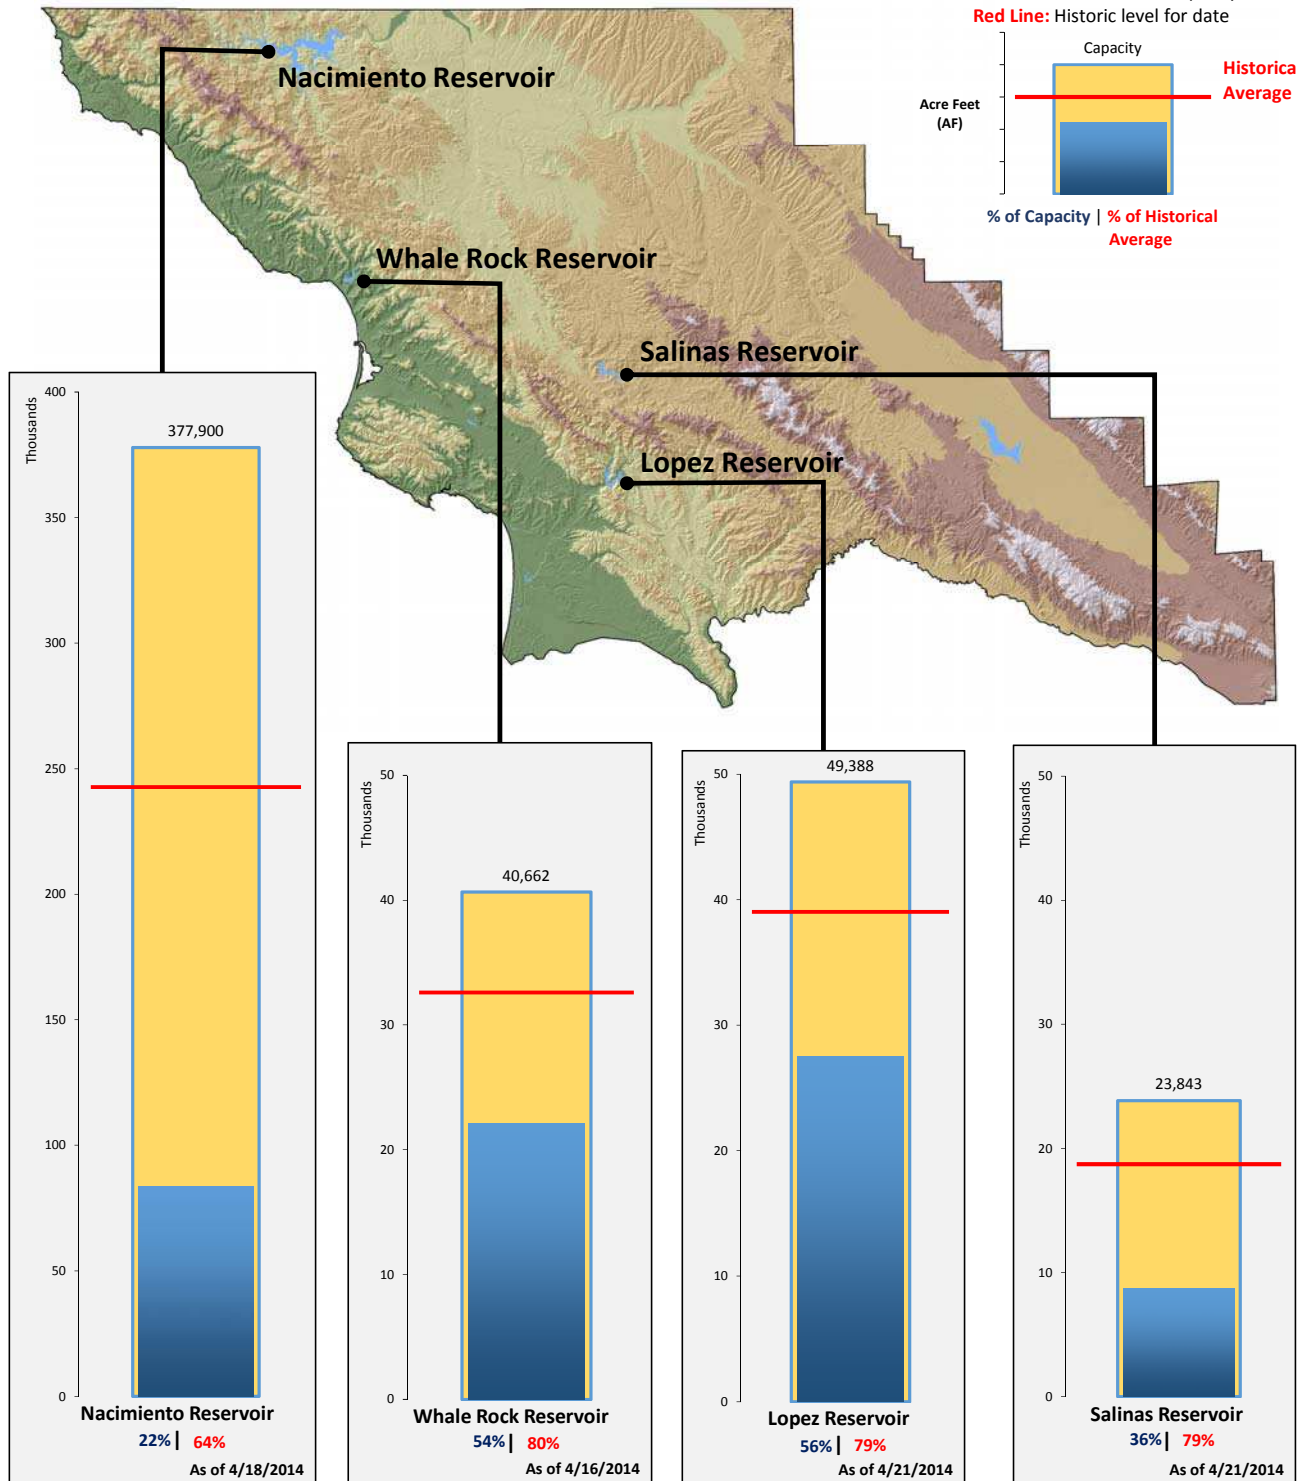 Red Line: Historic level for date
Capacity
Historica
Average
Acre Feet
(AF)
% of Capacity | % of Historical
Average
Nacimiento Reservoir
Whale Rock Reservoir
Salinas Reservoir
Lopez Reservoir
Thousands
400
350
300
250
200
150
100
50
0
377,900
Nacimiento Reservoir
22% | 64%
As of 4/18/2014
Thousands
50
40
30
20
10
0
40,662
Whale Rock Reservoir
54% | 80%
As of 4/16/2014
Thousands
50
40
30
20
10
0
49,388
Lopez Reservoir
56% | 79%
As of 4/21/2014
Thousands
50
40
30
20
10
0
23,843
Salinas Reservoir
36% | 79%
As of 4/21/2014